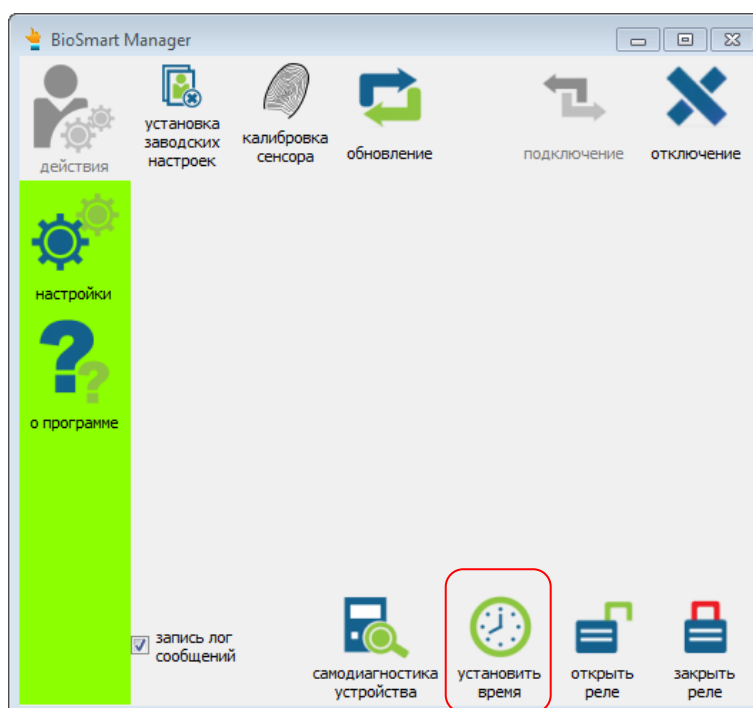 BioSmart Manager
действия
установка
заводских
настроек
калибровка
сенсора
обновление
подключение
отключение
настройки
о программе
запись лог
сообщений
самодиагностика
устройства
установить
время
открыть
реле
закрыть
реле